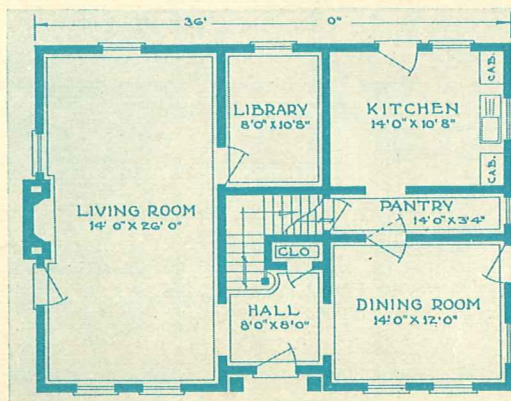 36' 0"
LIBRARY
8'0" X 10'8"
KITCHEN
14'0" X 10'8"
CAB.
CAB.
LIVING ROOM
14' 0" X 26' 0"
PANTRY
14'0" X 3'4"
CLO
HALL
8'0" X 8'0"
DINING ROOM
14'0" X 12'0"